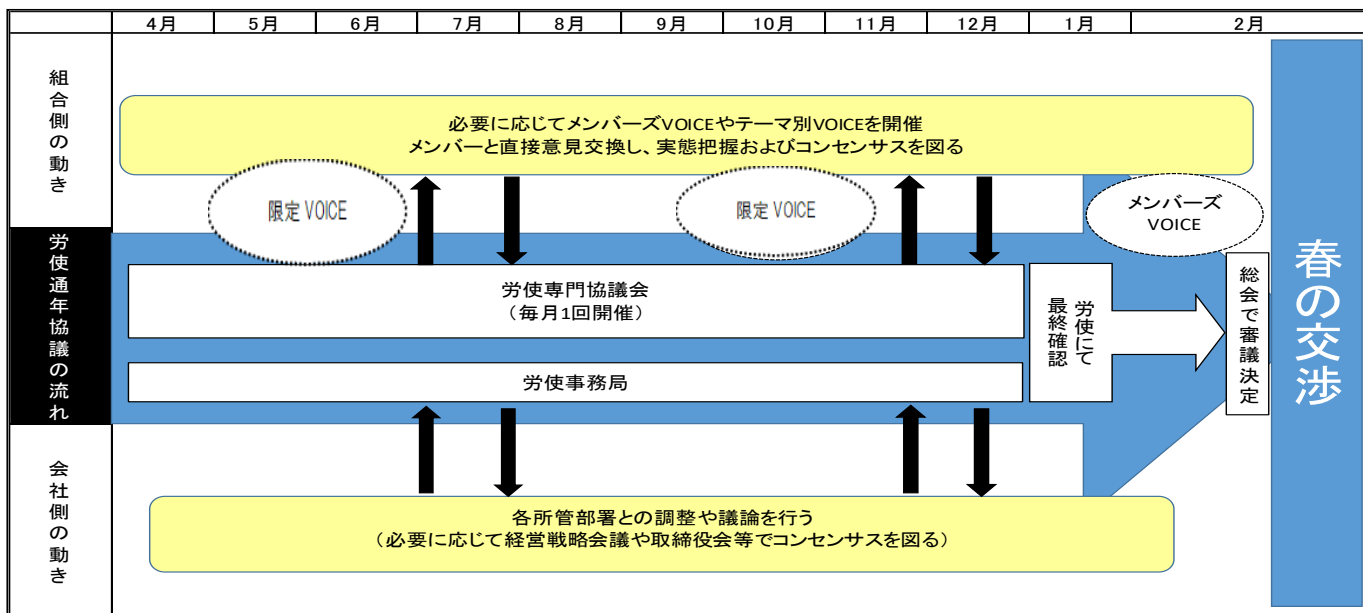 4月 5月 6月 7月 8月 9月 10月 11月 12月 1月 2月
組合側の動き
必要に応じてメンバーズVOICEやテーマ別VOICEを開催
メンバーと直接意見交換し、実態把握およびコンセンサスを図る
限定 VOICE
限定 VOICE
メンバーズ
VOICE
労使通年協議の流れ
労使専門協議会
（毎月1回開催）
労使事務局
労使にて
最終確認
総会で審議決定
春の交渉
会社側の動き
各所管部署との調整や議論を行う
（必要に応じて経営戦略会議や取締役会等でコンセンサスを図る）